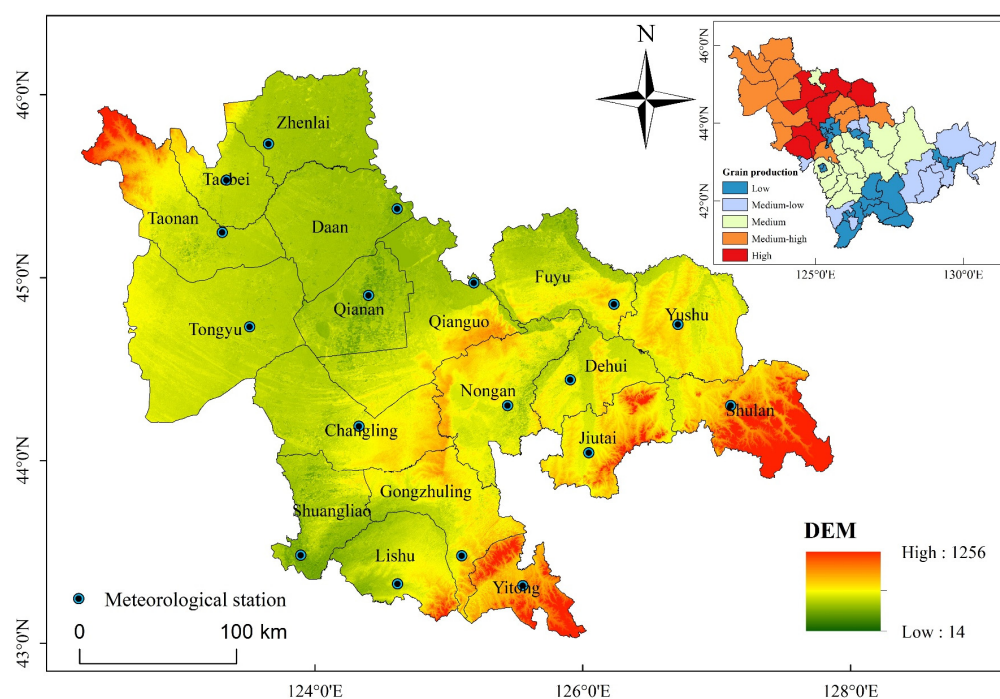 N
46°0'N
45°0'N
44°0'N
43°0'N
Zhenlai
Taobei
Taonan
Daan
Fuyu
Qianan
Qianguo
Yushu
Tongyu
Dehui
Nongan
Shulan
Changling
Jiutai
Gongzhuling
Shuangliao
Lishu
Yitong
46°0'N
44°0'N
42°0'N
Grain production
Low
Medium-low
Medium
Medium-high
High
125°0'E
130°0'E
DEM
High : 1256
Low : 14
Meteorological station
0
100 km
124°0'E
126°0'E
128°0'E